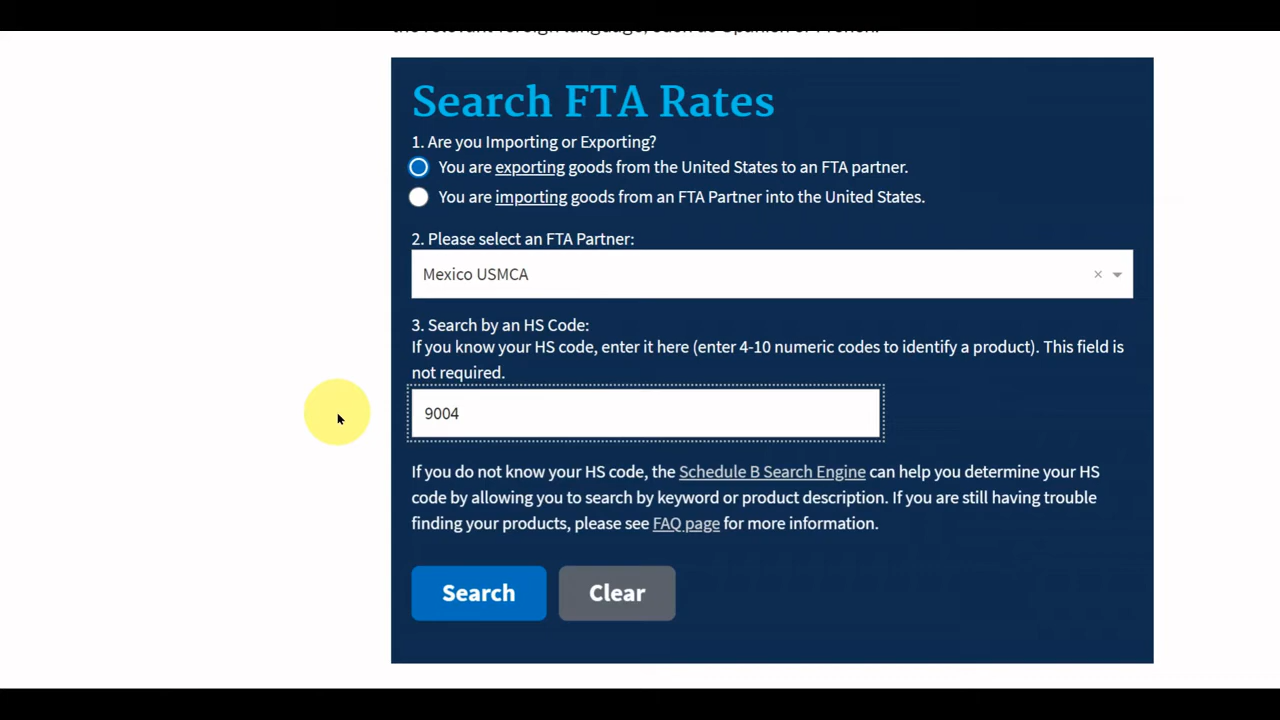 Search FTA Rates
1. Are you Importing or Exporting?
You are exporting goods from the United States to an FTA partner.
You are importing goods from an FTA Partner into the United States.
2. Please select an FTA Partner:
Mexico USMCA ×
3. Search by an HS Code:
If you know your HS code, enter it here (enter 4-10 numeric codes to identify a product). This field is
not required.
9004
If you do not know your HS code, the Schedule B Search Engine can help you determine your HS
code by allowing you to search by keyword or product description. If you are still having trouble
finding your products, please see FAQ page for more information.
Search Clear